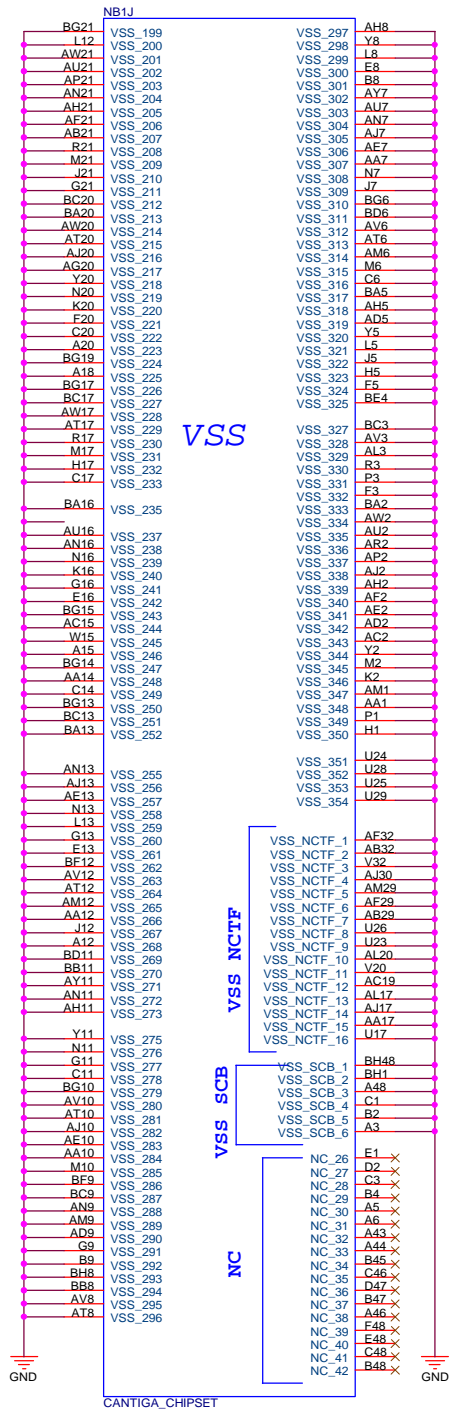 NB1J
BG21 VSS_199
L12 VSS_200
AW21 VSS_201
AU21 VSS_202
AP21 VSS_203
AN21 VSS_204
AH21 VSS_205
AF21 VSS_206
AB21 VSS_207
R21 VSS_208
M21 VSS_209
J21 VSS_210
G21 VSS_211
BC20 VSS_212
BA20 VSS_213
AW20 VSS_214
AT20 VSS_215
AJ20 VSS_216
AG20 VSS_217
Y20 VSS_218
N20 VSS_219
K20 VSS_220
F20 VSS_221
C20 VSS_222
A20 VSS_223
BG19 VSS_224
A18 VSS_225
BG17 VSS_226
BC17 VSS_227
AW17 VSS_228
AT17 VSS_229
R17 VSS_230
M17 VSS_231
H17 VSS_232
C17 VSS_233
BA16 VSS_235
AU16 VSS_237
AN16 VSS_238
N16 VSS_239
K16 VSS_240
G16 VSS_241
E16 VSS_242
BG15 VSS_243
AC15 VSS_244
W15 VSS_245
A15 VSS_246
BG14 VSS_247
AA14 VSS_248
C14 VSS_249
BG13 VSS_250
BC13 VSS_251
BA13 VSS_252
AN13 VSS_255
AJ13 VSS_256
AE13 VSS_257
N13 VSS_258
L13 VSS_259
G13 VSS_260
E13 VSS_261
BF12 VSS_262
AV12 VSS_263
AT12 VSS_264
AM12 VSS_265
AA12 VSS_266
J12 VSS_267
A12 VSS_268
BD11 VSS_269
BB11 VSS_270
AY11 VSS_271
AN11 VSS_272
AH11 VSS_273
Y11 VSS_275
N11 VSS_276
G11 VSS_277
C11 VSS_278
BG10 VSS_279
AV10 VSS_280
AT10 VSS_281
AJ10 VSS_282
AE10 VSS_283
AA10 VSS_284
M10 VSS_285
BF9 VSS_286
BC9 VSS_287
AN9 VSS_288
AM9 VSS_289
AD9 VSS_290
G9 VSS_291
B9 VSS_292
BH8 VSS_293
BB8 VSS_294
AV8 VSS_295
AT8 VSS_296
GND
VSS
VSS_297 AH8
VSS_298 Y8
VSS_299 L8
VSS_300 E8
VSS_301 B8
VSS_302 AY7
VSS_303 AU7
VSS_304 AN7
VSS_305 AJ7
VSS_306 AE7
VSS_307 AA7
VSS_308 N7
VSS_309 J7
VSS_310 BG6
VSS_311 BD6
VSS_312 AV6
VSS_313 AT6
VSS_314 AM6
VSS_315 M6
VSS_316 C6
VSS_317 BA5
VSS_318 AH5
VSS_319 AD5
VSS_320 Y5
VSS_321 L5
VSS_322 J5
VSS_323 H5
VSS_324 F5
VSS_325 BE4
VSS_327 BC3
VSS_328 AV3
VSS_329 AL3
VSS_330 R3
VSS_331 P3
VSS_332 F3
VSS_333 BA2
VSS_334 AW2
VSS_335 AU2
VSS_336 AR2
VSS_337 AP2
VSS_338 AJ2
VSS_339 AH2
VSS_340 AF2
VSS_341 AE2
VSS_342 AD2
VSS_343 AC2
VSS_344 Y2
VSS_345 M2
VSS_346 K2
VSS_347 AM1
VSS_348 AA1
VSS_349 P1
VSS_350 H1
VSS_351 U24
VSS_352 U28
VSS_353 U25
VSS_354 U29
VSS NCTF
VSS_NCTF_1 AF32
VSS_NCTF_2 AB32
VSS_NCTF_3 V32
VSS_NCTF_4 AJ30
VSS_NCTF_5 AM29
VSS_NCTF_6 AF29
VSS_NCTF_7 AB29
VSS_NCTF_8 U26
VSS_NCTF_9 U23
VSS_NCTF_10 AL20
VSS_NCTF_11 V20
VSS_NCTF_12 AC19
VSS_NCTF_13 AL17
VSS_NCTF_14 AJ17
VSS_NCTF_15 AA17
VSS_NCTF_16 U17
VSS SCB
VSS_SCB_1 BH48
VSS_SCB_2 BH1
VSS_SCB_3 A48
VSS_SCB_4 C1
VSS_SCB_5 B2
VSS_SCB_6 A3
NC
NC_26 E1
NC_27 D2
NC_28 C3
NC_29 B4
NC_30 A5
NC_31 A6
NC_32 A43
NC_33 A44
NC_34 B45
NC_35 C46
NC_36 D47
NC_37 B47
NC_38 A46
NC_39 F48
NC_40 E48
NC_41 C48
NC_42 B48
GND
CANTIGA_CHIPSET